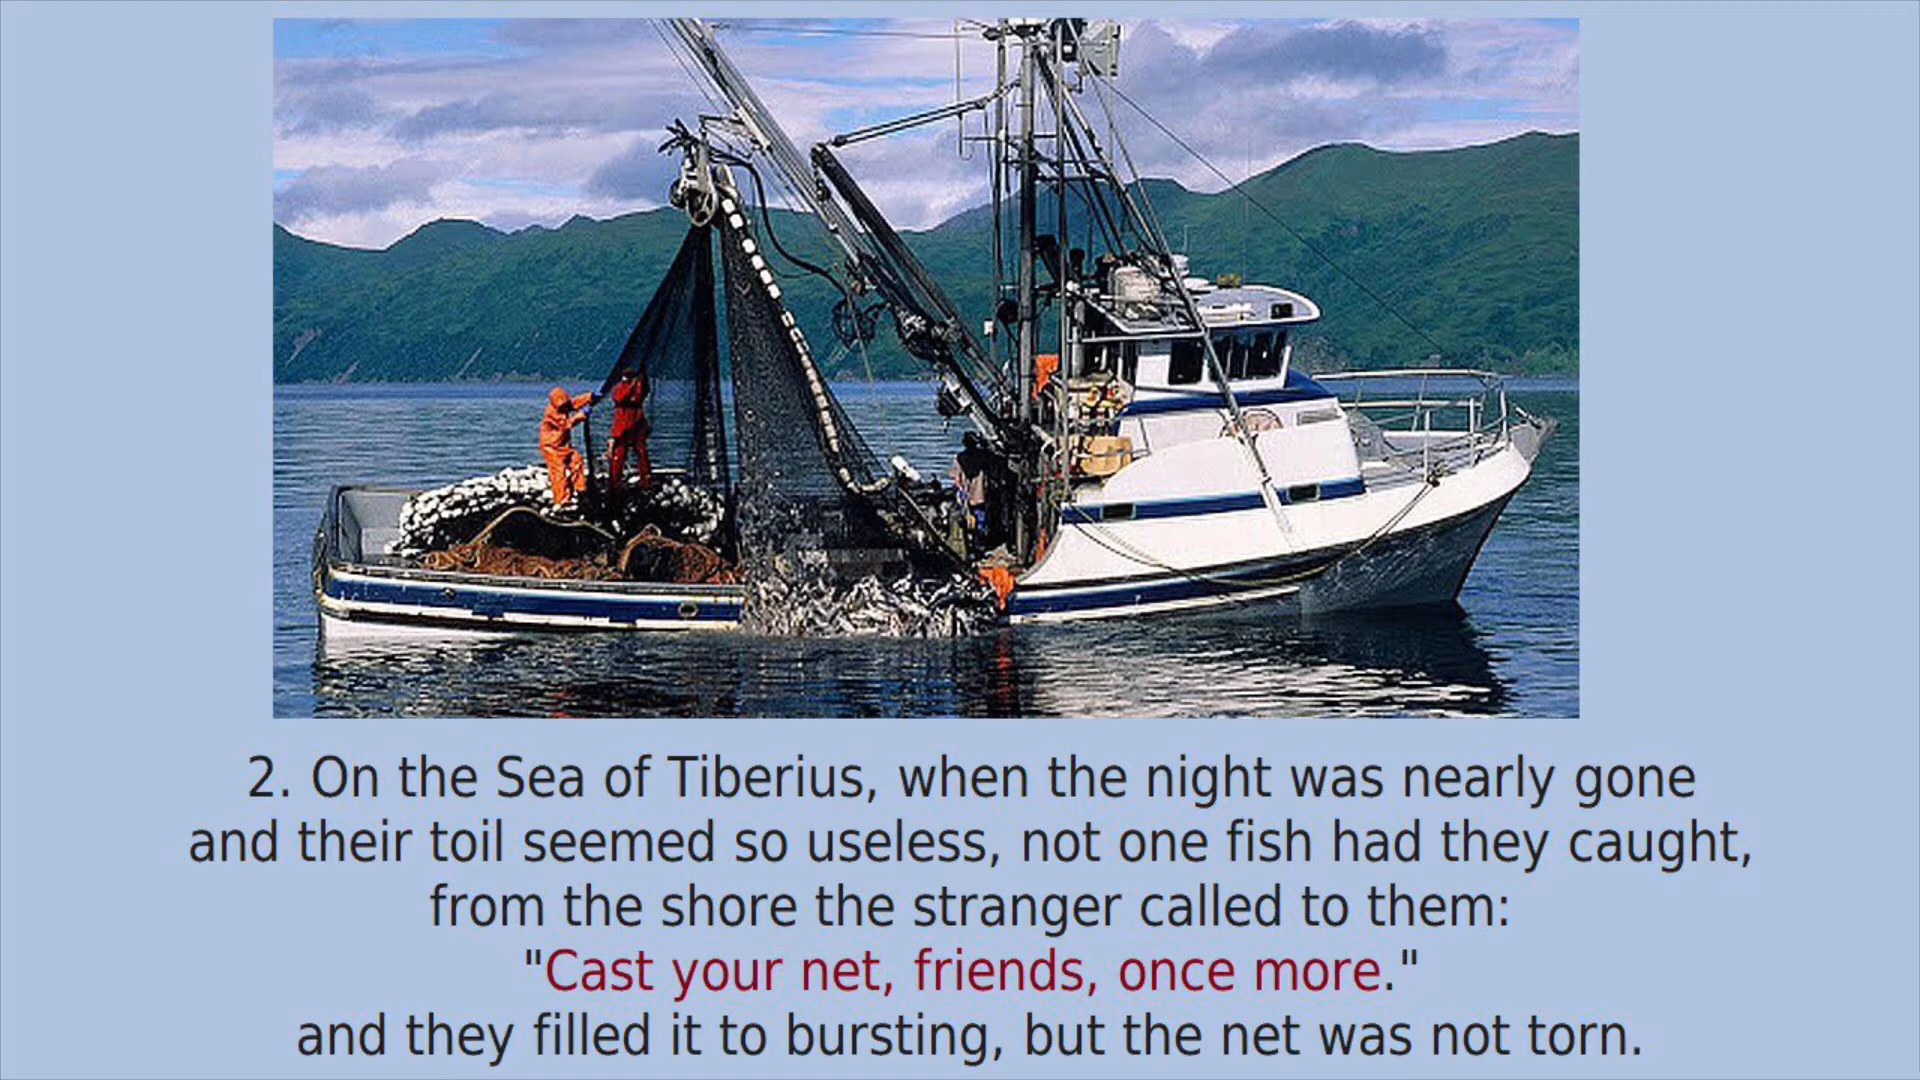 2. On the Sea of Tiberius, when the night was nearly gone
and their toil seemed so useless, not one fish had they caught,
from the shore the stranger called to them:
"Cast your net, friends, once more."
and they filled it to bursting, but the net was not torn.